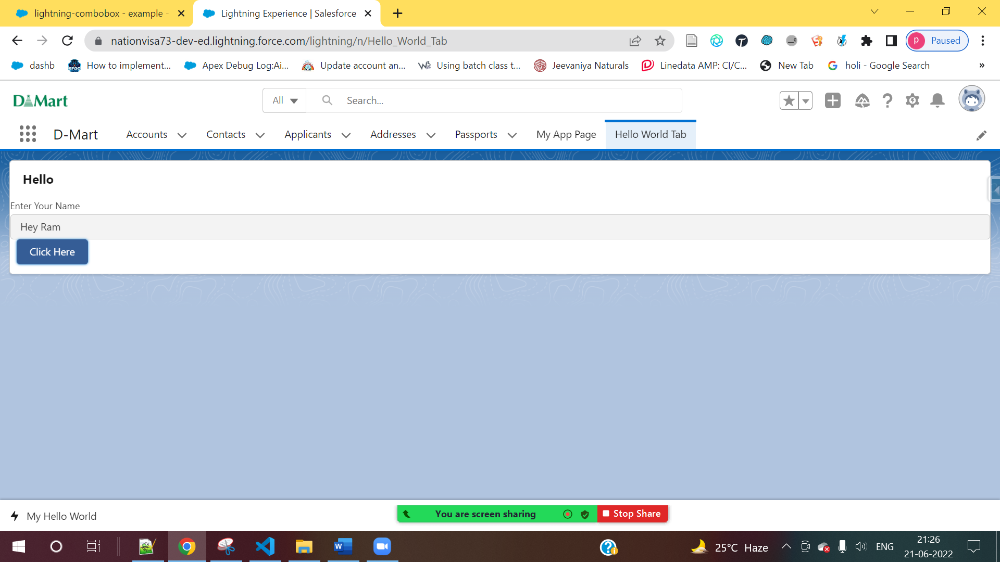 lightning-combobox - example -
Lightning Experience | Salesforce
nationvisa73-dev-ed.lightning.force.com/lightning/n/Hello_World_Tab
P Paused
dashb
How to implement...
Apex Debug Log:Ai...
Update account an...
Using batch class t...
Jeevaniya Naturals
Linedata AMP: CI/C...
New Tab
holi - Google Search
»
D Mart
All
Search...
D-Mart
Accounts
Contacts
Applicants
Addresses
Passports
My App Page
Hello World Tab
Hello
Enter Your Name
Hey Ram
Click Here
My Hello World
You are screen sharing
Stop Share
25°C Haze
ENG
21:26
21-06-2022